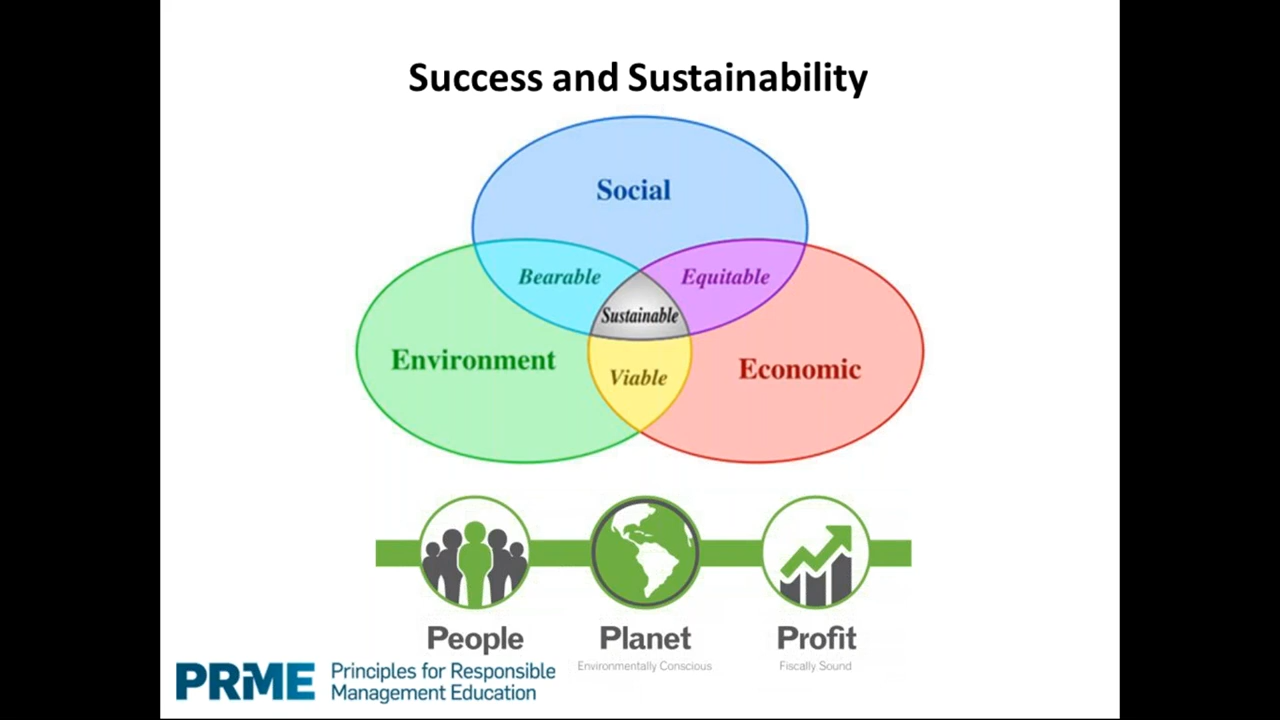 Success and Sustainability
Social
Bearable
Equitable
Sustainable
Environment
Economic
Viable
People
Planet
Profit
Environmentally Conscious
Fiscally Sound
PRME
Principles for Responsible
Management Education